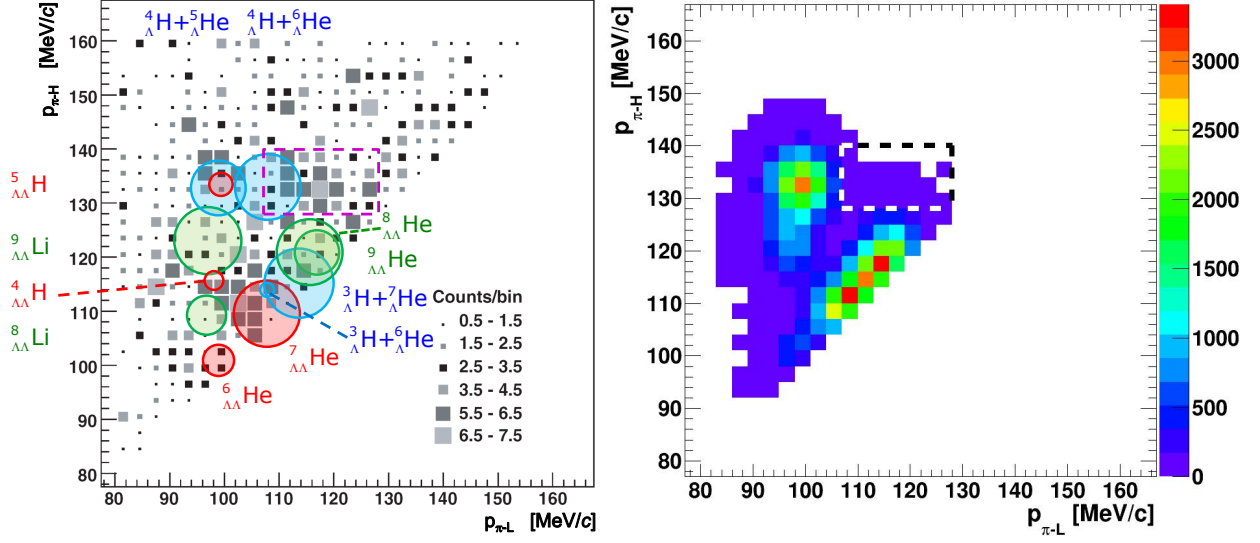 ⁴ΛH+⁵ΛHe ⁴ΛH+⁶ΛHe
pπ-H [MeV/c]
160
150
140
130
120
110
100
90
80
⁵ΛΛH
⁹ΛΛLi
⁴ΛΛH
⁸ΛΛLi
⁸ΛΛHe
⁹ΛΛHe
³ΛH+⁷ΛHe
³ΛH+⁶ΛHe
⁷ΛΛHe
⁶ΛΛHe
Counts/bin
0.5 - 1.5
1.5 - 2.5
2.5 - 3.5
3.5 - 4.5
5.5 - 6.5
6.5 - 7.5
80 90 100 110 120 130 140 150 160
pπ-L [MeV/c]
pπ-H [MeV/c]
160
150
140
130
120
110
100
90
80
80 90 100 110 120 130 140 150 160
pπ-L [MeV/c]
3000
2500
2000
1500
1000
500
0